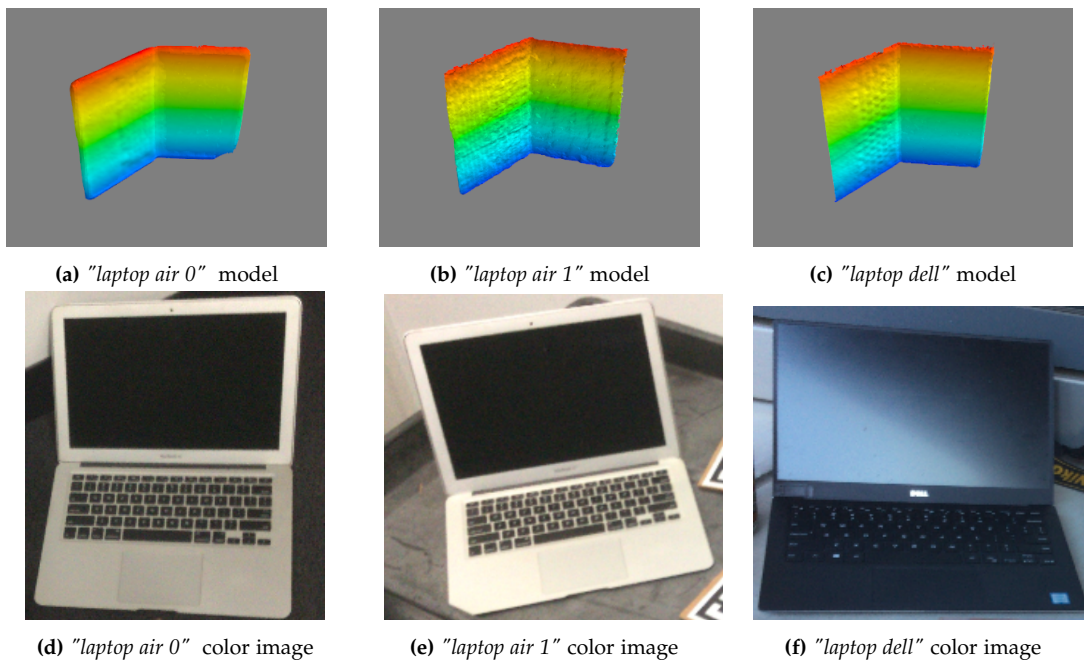 (a) "laptop air 0" model
(b) "laptop air 1" model
(c) "laptop dell" model
DELL
(d) "laptop air 0" color image
(e) "laptop air 1" color image
(f) "laptop dell" color image